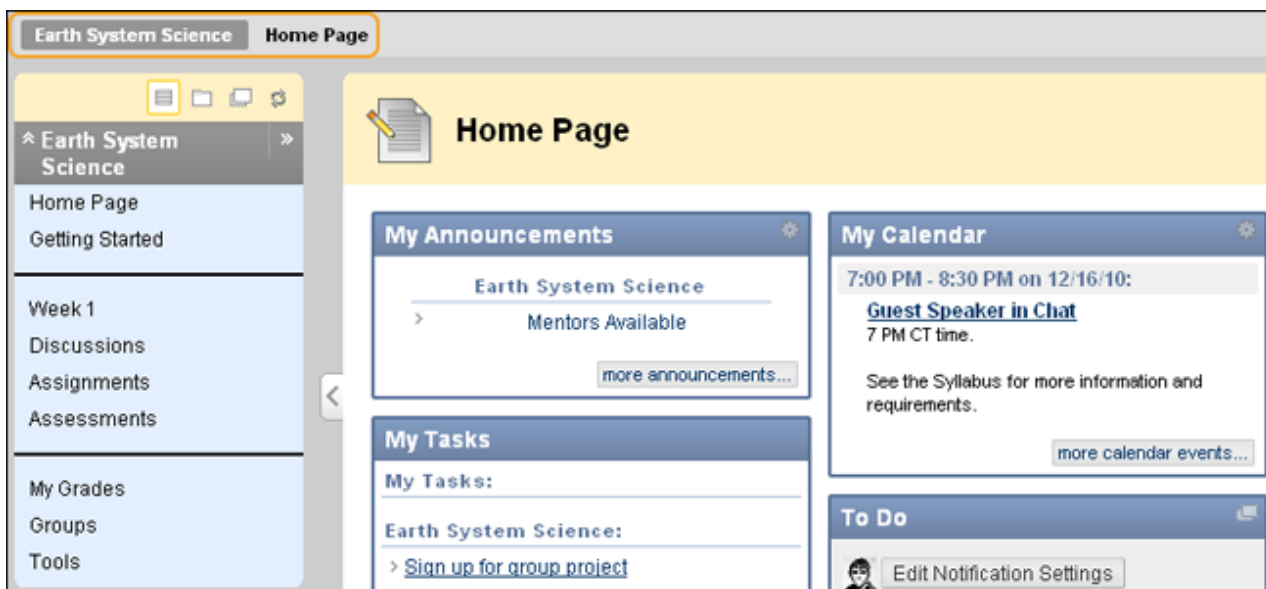 Earth System Science Home Page
Earth System
Science
Home Page
Getting Started
Week 1
Discussions
Assignments
Assessments
My Grades
Groups
Tools
Home Page
My Announcements
Earth System Science
Mentors Available
more announcements...
My Tasks
My Tasks:
Earth System Science:
Sign up for group project
My Calendar
7:00 PM - 8:30 PM on 12/16/10:
Guest Speaker in Chat
7 PM CT time.
See the Syllabus for more information and
requirements.
more calendar events...
To Do
Edit Notification Settings